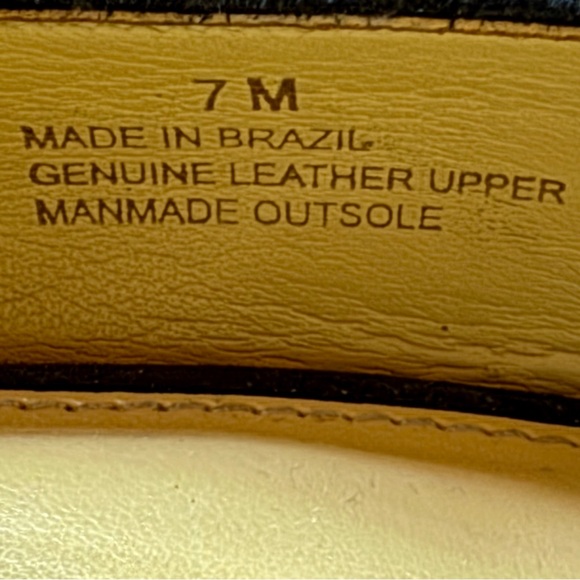 7 M
MADE IN BRAZIL
GENUINE LEATHER UPPER
MANMADE OUTSOLE